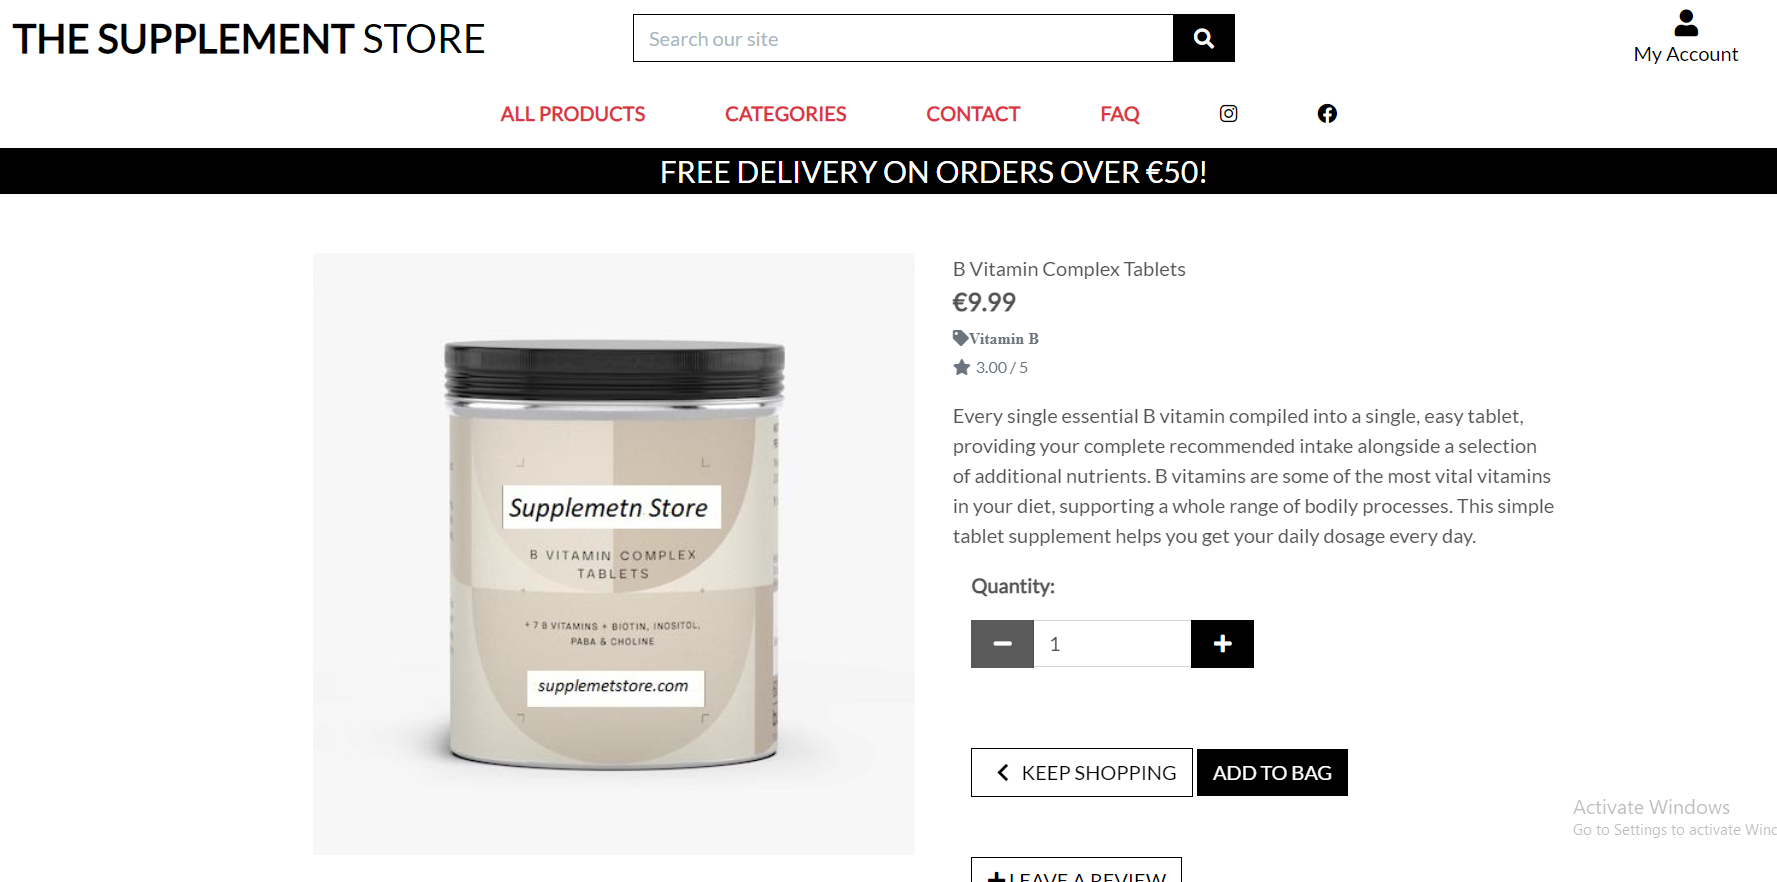 THE SUPPLEMENT STORE
Search our site
My Account
ALL PRODUCTS
CATEGORIES
CONTACT
FAQ
FREE DELIVERY ON ORDERS OVER €50!
Supplemetn Store
B VITAMIN COMPLEX
TABLETS
+ 7 B VITAMINS + BIOTIN, INOSITOL,
PABA & CHOLINE
supplemetstore.com
B Vitamin Complex Tablets
€9.99
Vitamin B
3.00 / 5
Every single essential B vitamin compiled into a single, easy tablet,
providing your complete recommended intake alongside a selection
of additional nutrients. B vitamins are some of the most vital vitamins
in your diet, supporting a whole range of bodily processes. This simple
tablet supplement helps you get your daily dosage every day.
Quantity:
1
KEEP SHOPPING
ADD TO BAG
LEAVE A REVIEW
Activate Windows
Go to Settings to activate Winc